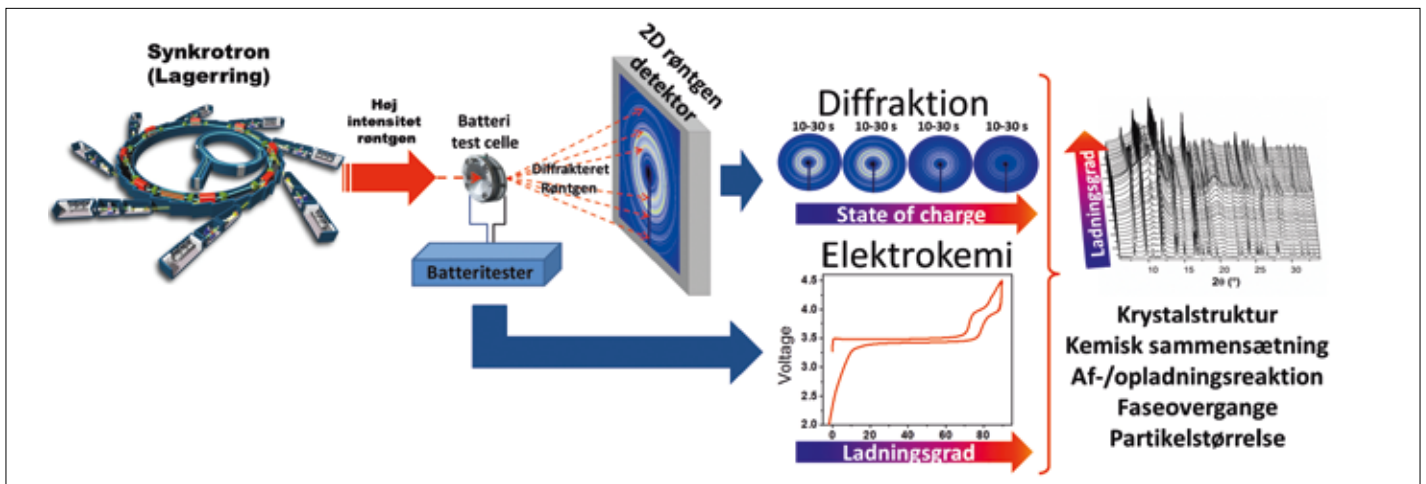 Synkrotron
(Lagerring)
Høj
intensitet
røntgen
Batteri
test celle
Batteritester
Diffrakteret
Røntgen
2D røntgen
detektor
Diffraktion
10-30 s 10-30 s 10-30 s 10-30 s
State of charge
Elektrokemi
Voltage
4.5
4.0
3.5
3.0
2.5
2.0
0 20 40 60 80
Ladningsgrad
Ladningsgrad
10 15 20 25 30
2θ (°)
Krystalstruktur
Kemisk sammensætning
Af-/opladningsreaktion
Faseovergange
Partikelstørrelse